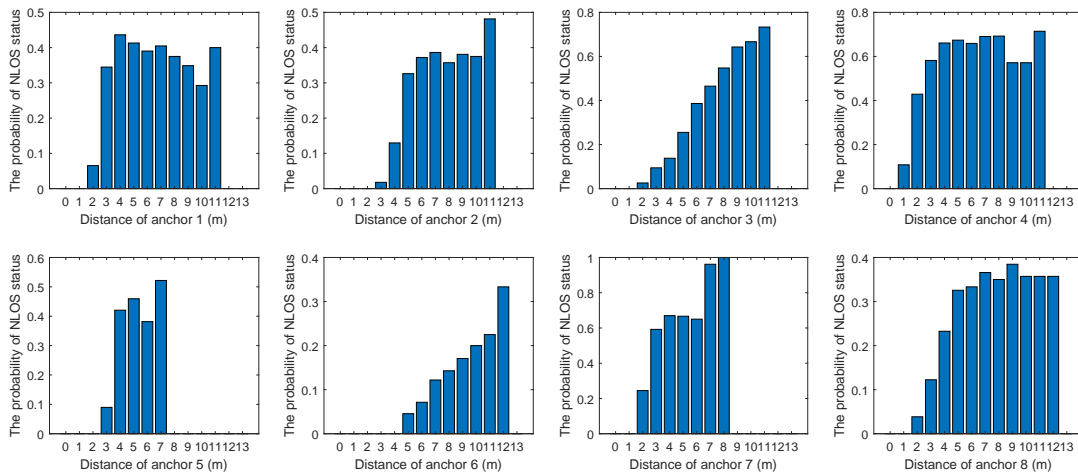 The probability of NLOS status
0.5
0.4
0.3
0.2
0.1
0
0 1 2 3 4 5 6 7 8 9 10 11 12 13
Distance of anchor 1 (m)
The probability of NLOS status
0.5
0.4
0.3
0.2
0.1
0
0 1 2 3 4 5 6 7 8 9 10 11 12 13
Distance of anchor 2 (m)
The probability of NLOS status
0.8
0.6
0.4
0.2
0
0 1 2 3 4 5 6 7 8 9 10 11 12 13
Distance of anchor 3 (m)
The probability of NLOS status
0.8
0.6
0.4
0.2
0
0 1 2 3 4 5 6 7 8 9 10 11 12 13
Distance of anchor 4 (m)
The probability of NLOS status
0.6
0.5
0.4
0.3
0.2
0.1
0
0 1 2 3 4 5 6 7 8 9 10 11 12 13
Distance of anchor 5 (m)
The probability of NLOS status
0.4
0.3
0.2
0.1
0
0 1 2 3 4 5 6 7 8 9 10 11 12 13
Distance of anchor 6 (m)
The probability of NLOS status
1
0.8
0.6
0.4
0.2
0
0 1 2 3 4 5 6 7 8 9 10 11 12 13
Distance of anchor 7 (m)
The probability of NLOS status
0.4
0.3
0.2
0.1
0
0 1 2 3 4 5 6 7 8 9 10 11 12 13
Distance of anchor 8 (m)